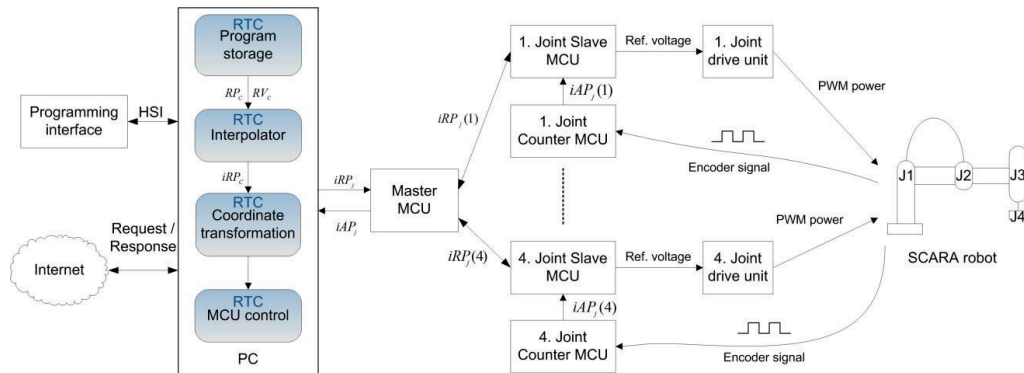 RTC
Program
storage
RP_c RV_c
RTC
Interpolator
iRP_c
RTC
Coordinate
transformation
RTC
MCU control
PC
Programming
interface
HSI
Request /
Response
Internet
iRP_j
iAP_j
Master
MCU
iRP_j(1)
iRP_j(4)
1. Joint Slave
MCU
Ref. voltage
1. Joint
drive unit
iAP_j(1)
1. Joint
Counter MCU
PWM power
Encoder signal
4. Joint Slave
MCU
Ref. voltage
4. Joint
drive unit
iAP_j(4)
4. Joint
Counter MCU
PWM power
Encoder signal
J1
J2
J3
J4
SCARA robot